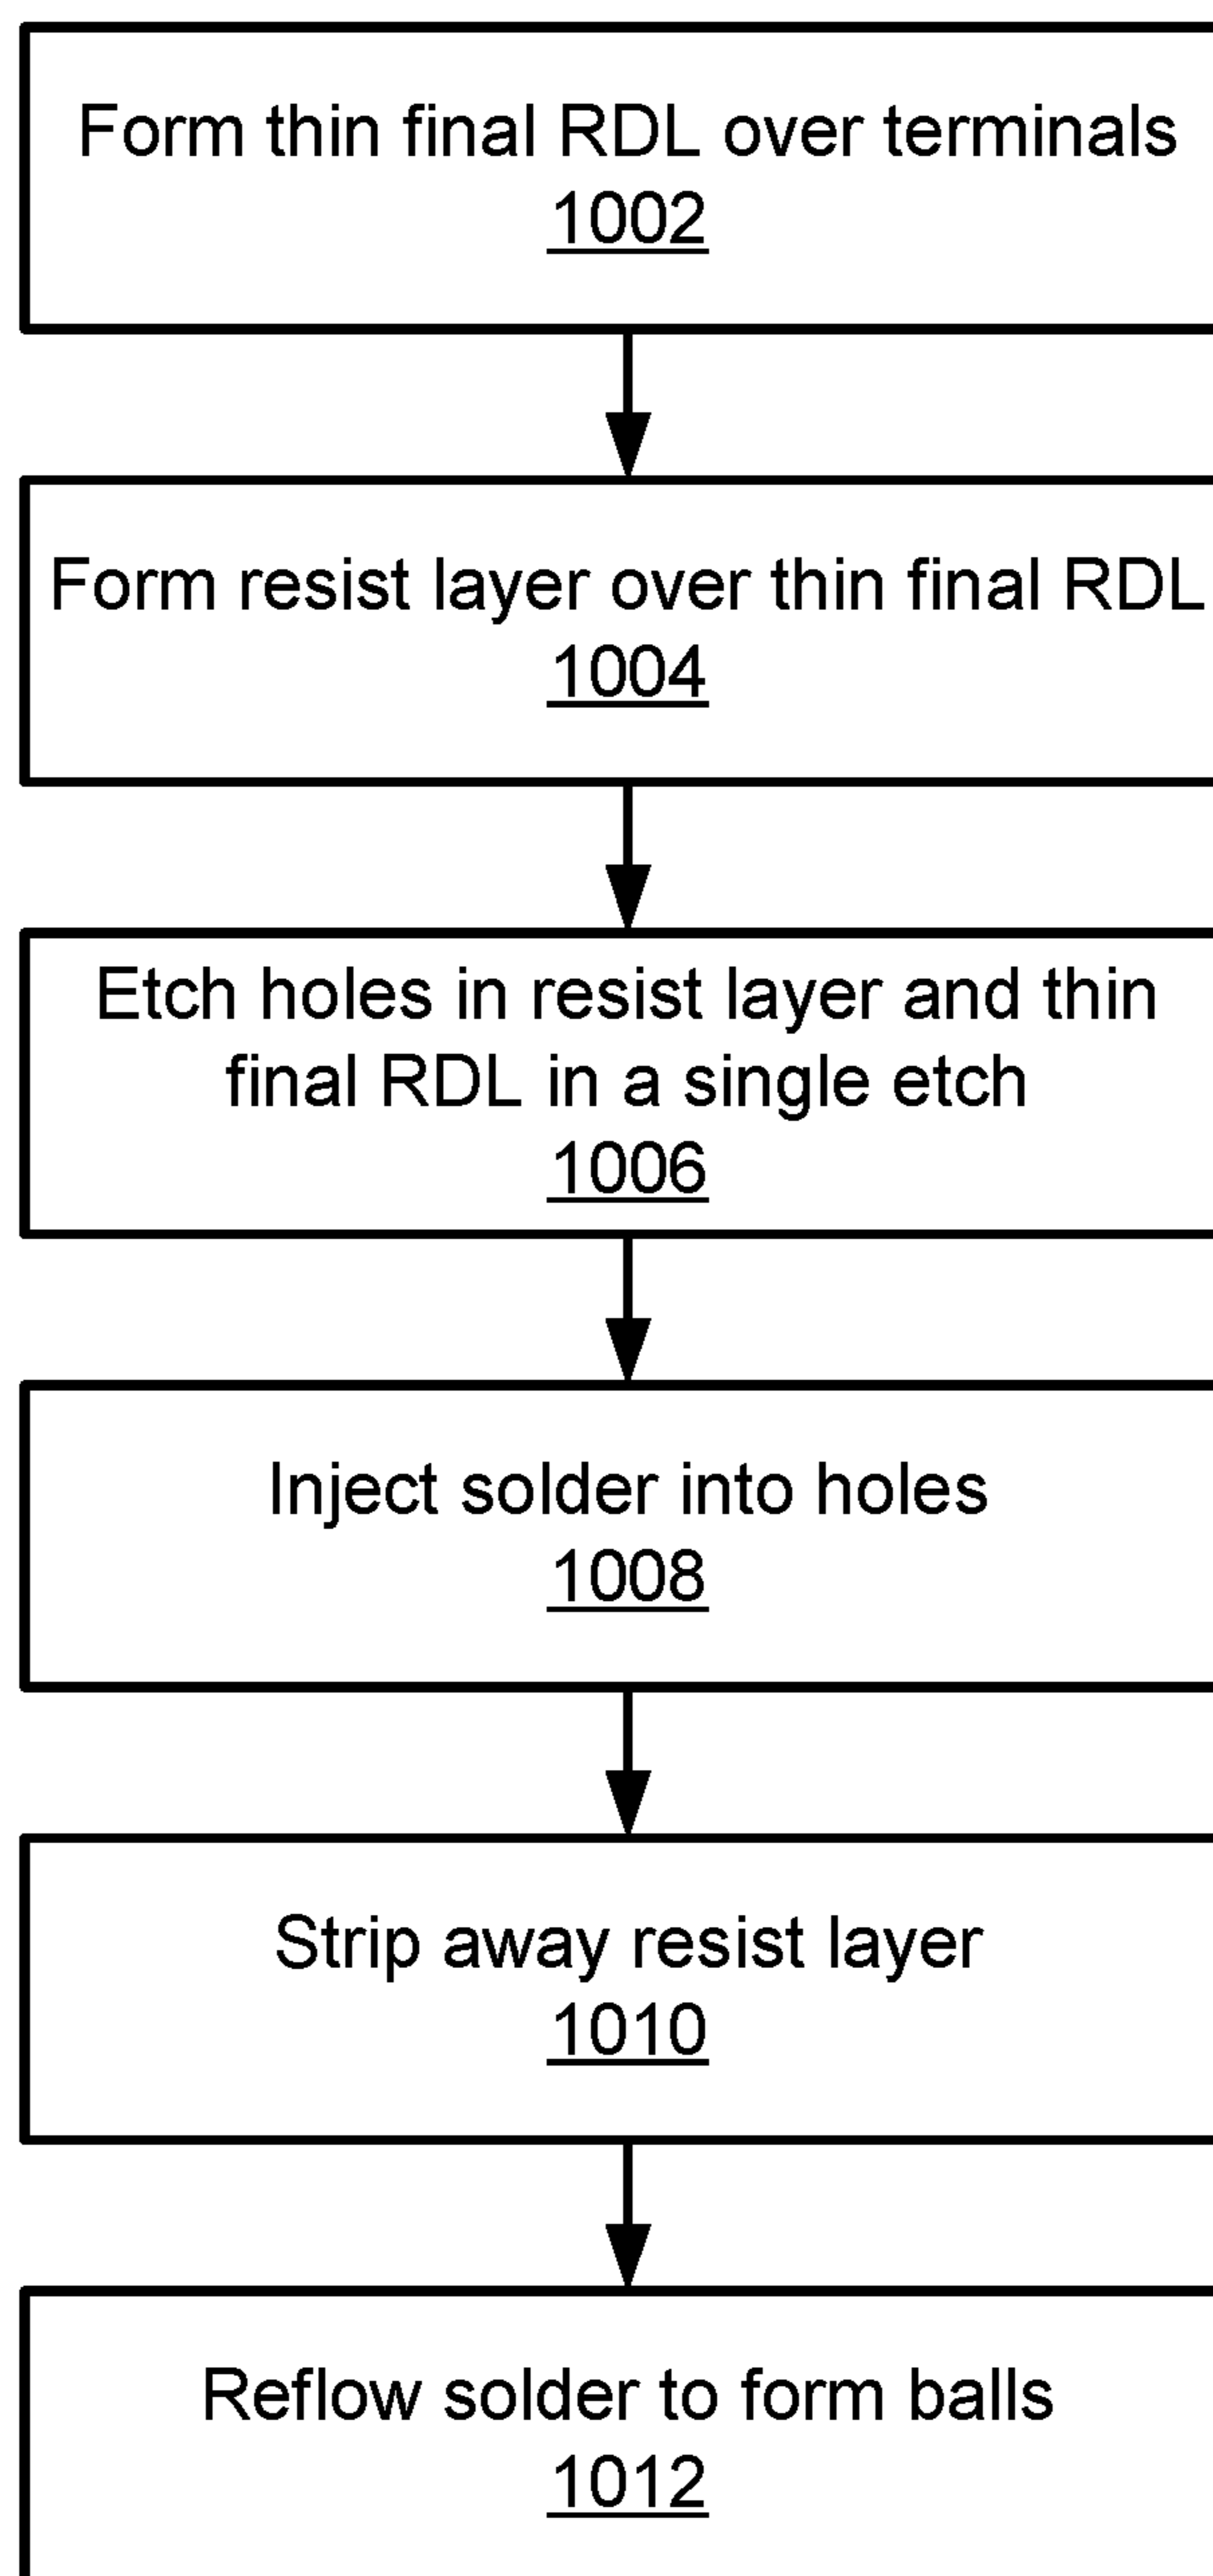 Form thin final RDL over terminals
1002
Form resist layer over thin final RDL
1004
Etch holes in resist layer and thin
final RDL in a single etch
1006
Inject solder into holes
1008
Strip away resist layer
1010
Reflow solder to form balls
1012